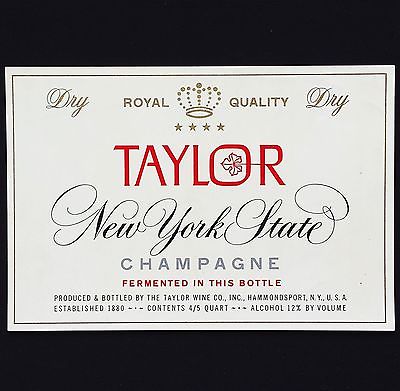 Dry ROYAL QUALITY Dry
TAYLOR
New York State
CHAMPAGNE
FERMENTED IN THIS BOTTLE
PRODUCED & BOTTLED BY THE TAYLOR WINE CO., INC., HAMMONDSPORT, N.Y., U.S.A.
ESTABLISHED 1880 ~·~ CONTENTS 4/5 QUART ~·~ ALCOHOL 12% BY VOLUME